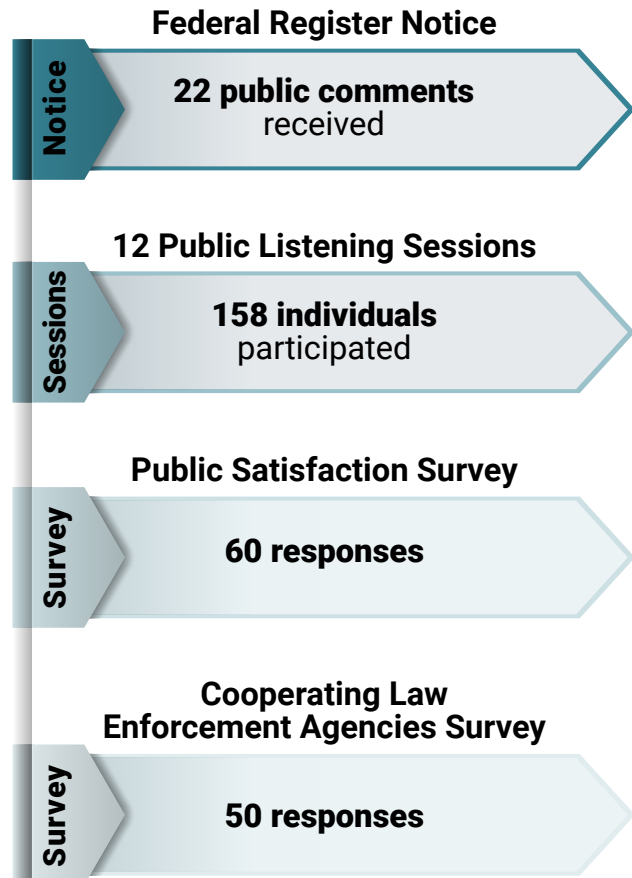 Federal Register Notice
Notice
22 public comments
received
12 Public Listening Sessions
Sessions
158 individuals
participated
Public Satisfaction Survey
Survey
60 responses
Cooperating Law
Enforcement Agencies Survey
Survey
50 responses